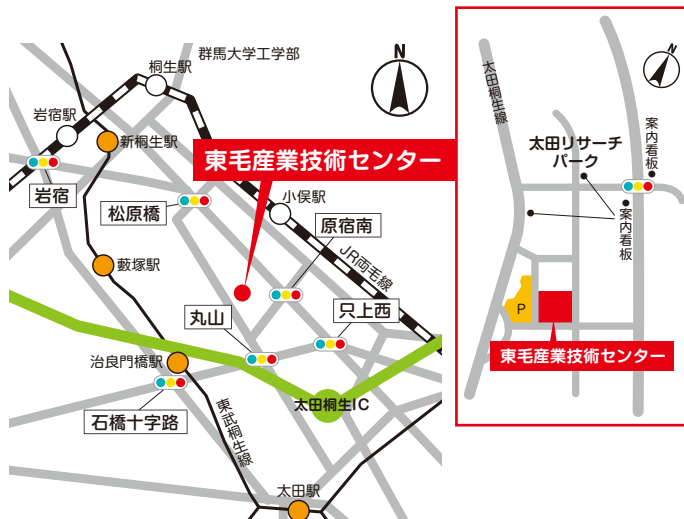 群馬大学工学部
桐生駅
N
岩宿駅
新桐生駅
東毛産業技術センター
岩宿
松原橋
小俣駅
原宿南
JR両毛線
藪塚駅
丸山
只上西
治良門橋駅
太田桐生IC
石橋十字路
東武桐生線
太田駅
N
太田桐生線
案内看板
太田リサーチ
パーク
案内看板
P
東毛産業技術センター